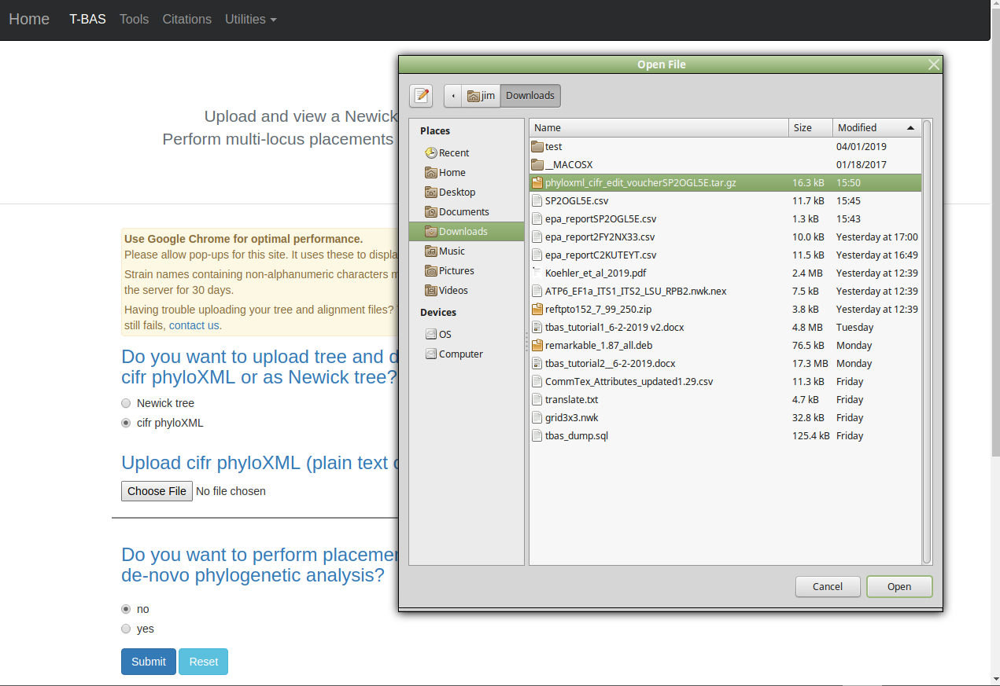 Home T-BAS Tools Citations Utilities
Upload and view a Newick
Perform multi-locus placements
Use Google Chrome for optimal performance.
Please allow pop-ups for this site. It uses these to displa
Strain names containing non-alphanumeric characters m
the server for 30 days.
Having trouble uploading your tree and alignment files?
still fails, contact us.
Do you want to upload tree and d
cifr phyloXML or as Newick tree?
Newick tree
cifr phyloXML
Upload cifr phyloXML (plain text o
Choose File No file chosen
Do you want to perform placemen
de-novo phylogenetic analysis?
no
yes
Submit Reset
Open File
jim Downloads
Places
Recent
Home
Desktop
Documents
Downloads
Music
Pictures
Videos
Devices
OS
Computer
Name Size Modified
test 04/01/2019
__MACOSX 01/18/2017
phyloxml_cifr_edit_voucherSP2OGL5E.tar.gz 16.3 kB 15:50
SP2OGL5E.csv 11.7 kB 15:45
epa_reportSP2OGL5E.csv 1.3 kB 15:43
epa_report2FY2NX33.csv 10.0 kB Yesterday at 17:00
epa_reportC2KUTEYT.csv 11.5 kB Yesterday at 16:49
Koehler_et_al_2019.pdf 2.4 MB Yesterday at 12:39
ATP6_EF1a_ITS1_ITS2_LSU_RPB2.nwk.nex 7.5 kB Yesterday at 12:39
reftpto152_7_99_250.zip 3.8 kB Yesterday at 12:39
tbas_tutorial1_6-2-2019 v2.docx 4.8 MB Tuesday
remarkable_1.87_all.deb 76.5 kB Monday
tbas_tutorial2__6-2-2019.docx 17.3 MB Monday
CommTex_Attributes_updated1.29.csv 11.3 kB Friday
translate.txt 4.7 kB Friday
grid3x3.nwk 32.8 kB Friday
tbas_dump.sql 125.4 kB Friday
Cancel Open